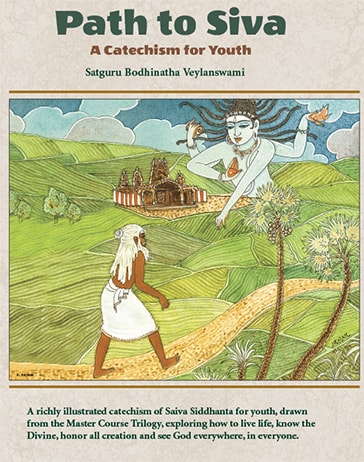 Path to Siva
A Catechism for Youth
Satguru Bodhinatha Veylanswami
A richly illustrated catechism of Saiva Siddhanta for youth, drawn
from the Master Course Trilogy, exploring how to live life, know the
Divine, honor all creation and see God everywhere, in everyone.